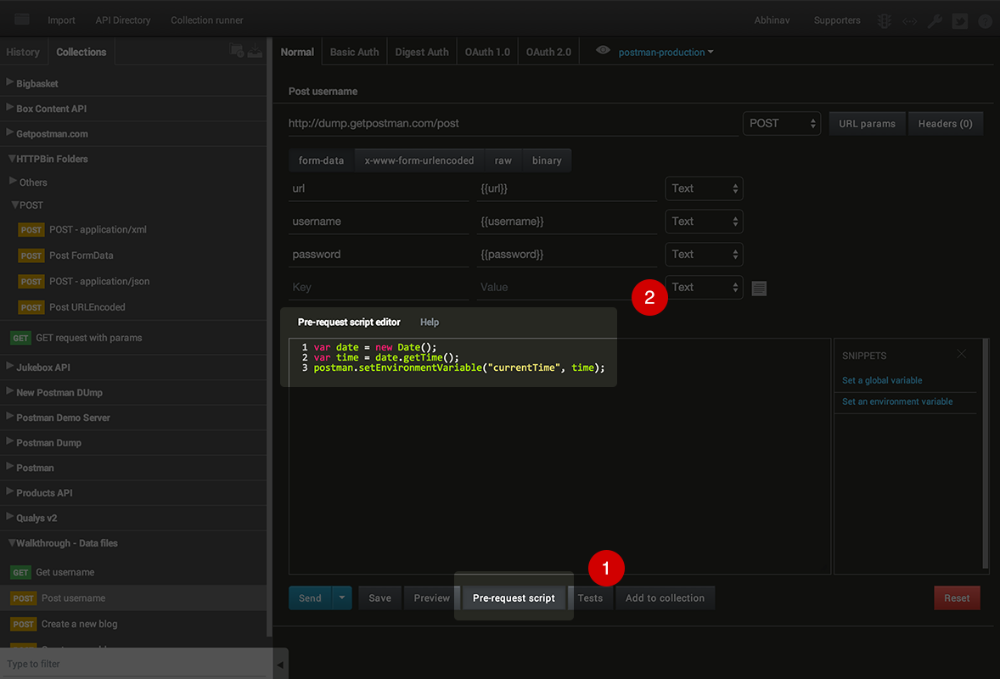 Import API Directory Collection runner Abhinav Supporters
History Collections
Bigbasket
Box Content API
Getpostman.com
HTTPBin Folders
Others
POST
POST POST - application/xml
POST Post FormData
POST POST - application/json
POST Post URLEncoded
GET GET request with params
Jukebox API
New Postman DUmp
Postman Demo Server
Postman Dump
Postman
Products API
Qualys v2
Walkthrough - Data files
GET Get username
POST Post username
POST Create a new blog
Type to filter
Normal Basic Auth Digest Auth OAuth 1.0 OAuth 2.0 postman-production
Post username
http://dump.getpostman.com/post POST URL params Headers (0)
form-data x-www-form-urlencoded raw binary
url {{url}} Text
username {{username}} Text
password {{password}} Text
Key Value Text
2
Pre-request script editor Help
1 var date = new Date();
2 var time = date.getTime();
3 postman.setEnvironmentVariable("currentTime", time);
SNIPPETS
Set a global variable
Set an environment variable
1
Send Save Preview Pre-request script Tests Add to collection Reset